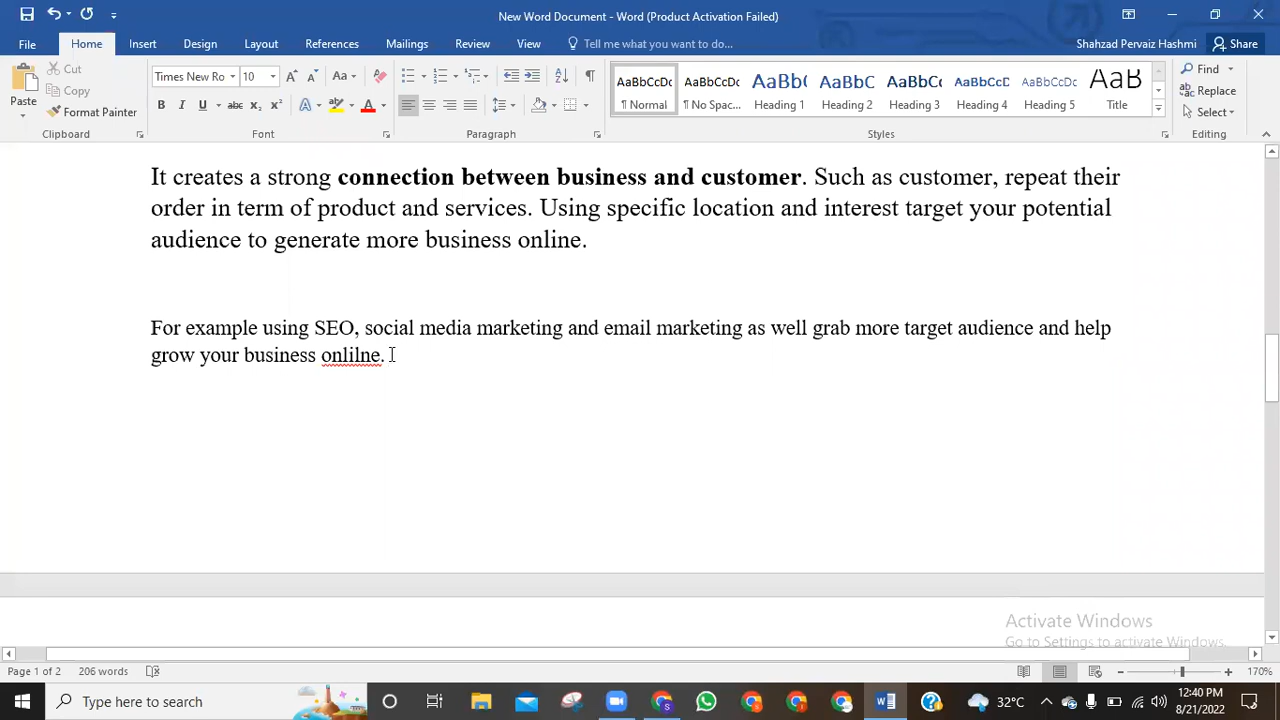 New Word Document - Word (Product Activation Failed)
File Home Insert Design Layout References Mailings Review View Tell me what you want to do... Shahzad Pervaiz Hashmi Share
Paste Cut Copy Format Painter
Times New Ro 10
AaBbCcDc AaBbCcDc AaBbC AaBbC AaBbCc AaBbCc AaBbCc AaB
¶ Normal ¶ No Spac... Heading 1 Heading 2 Heading 3 Heading 4 Heading 5 Title
Find Replace Select
Clipboard Font Paragraph Styles Editing
It creates a strong connection between business and customer. Such as customer, repeat their
order in term of product and services. Using specific location and interest target your potential
audience to generate more business online.
For example using SEO, social media marketing and email marketing as well grab more target audience and help
grow your business onlilne.
Activate Windows
Go to Settings to activate Windows.
Page 1 of 2 206 words 170%
Type here to search 32°C 12:40 PM
8/21/2022